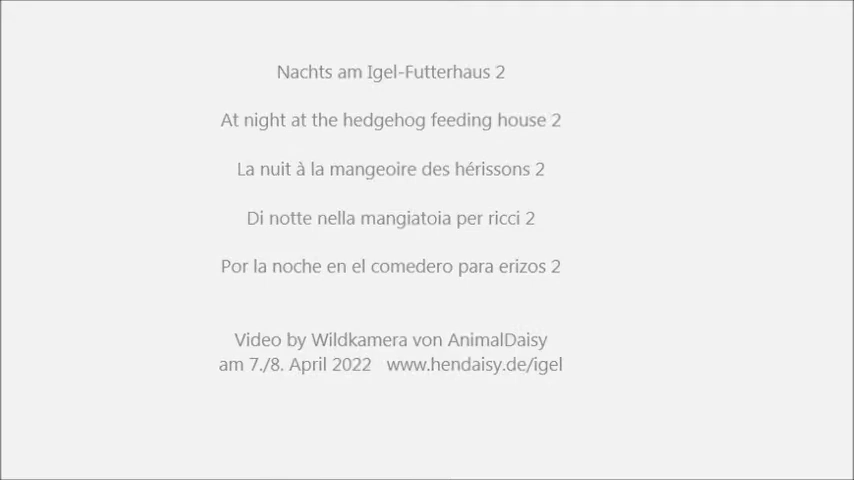 Nachts am Igel-Futterhaus 2
At night at the hedgehog feeding house 2
La nuit à la mangeoire des hérissons 2
Di notte nella mangiatoia per ricci 2
Por la noche en el comedero para erizos 2
Video by Wildkamera von AnimalDaisy
am 7./8. April 2022 www.hendaisy.de/igel